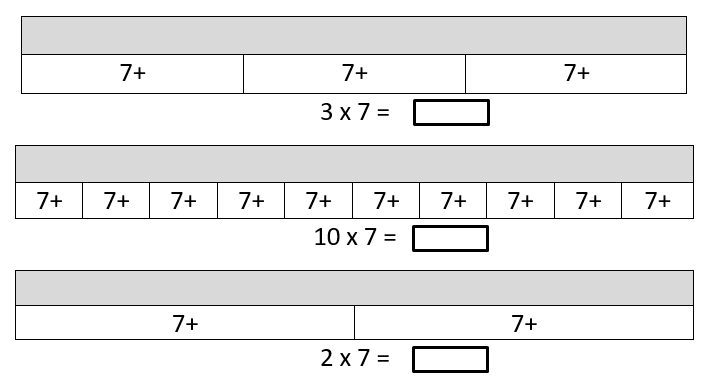 7+ 7+ 7+
3 x 7 =
7+ 7+ 7+ 7+ 7+ 7+ 7+ 7+ 7+ 7+
10 x 7 =
7+ 7+
2 x 7 =